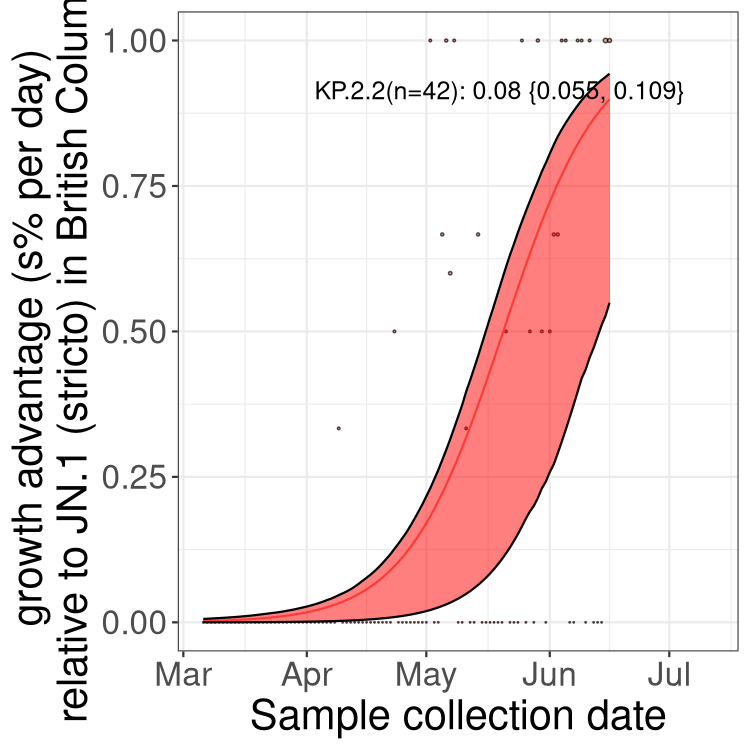 growth advantage (s% per day)
relative to JN.1 (stricto) in British Colum
1.00
0.75
0.50
0.25
0.00
KP.2.2(n=42): 0.08 {0.055, 0.109}
Mar Apr May Jun Jul
Sample collection date